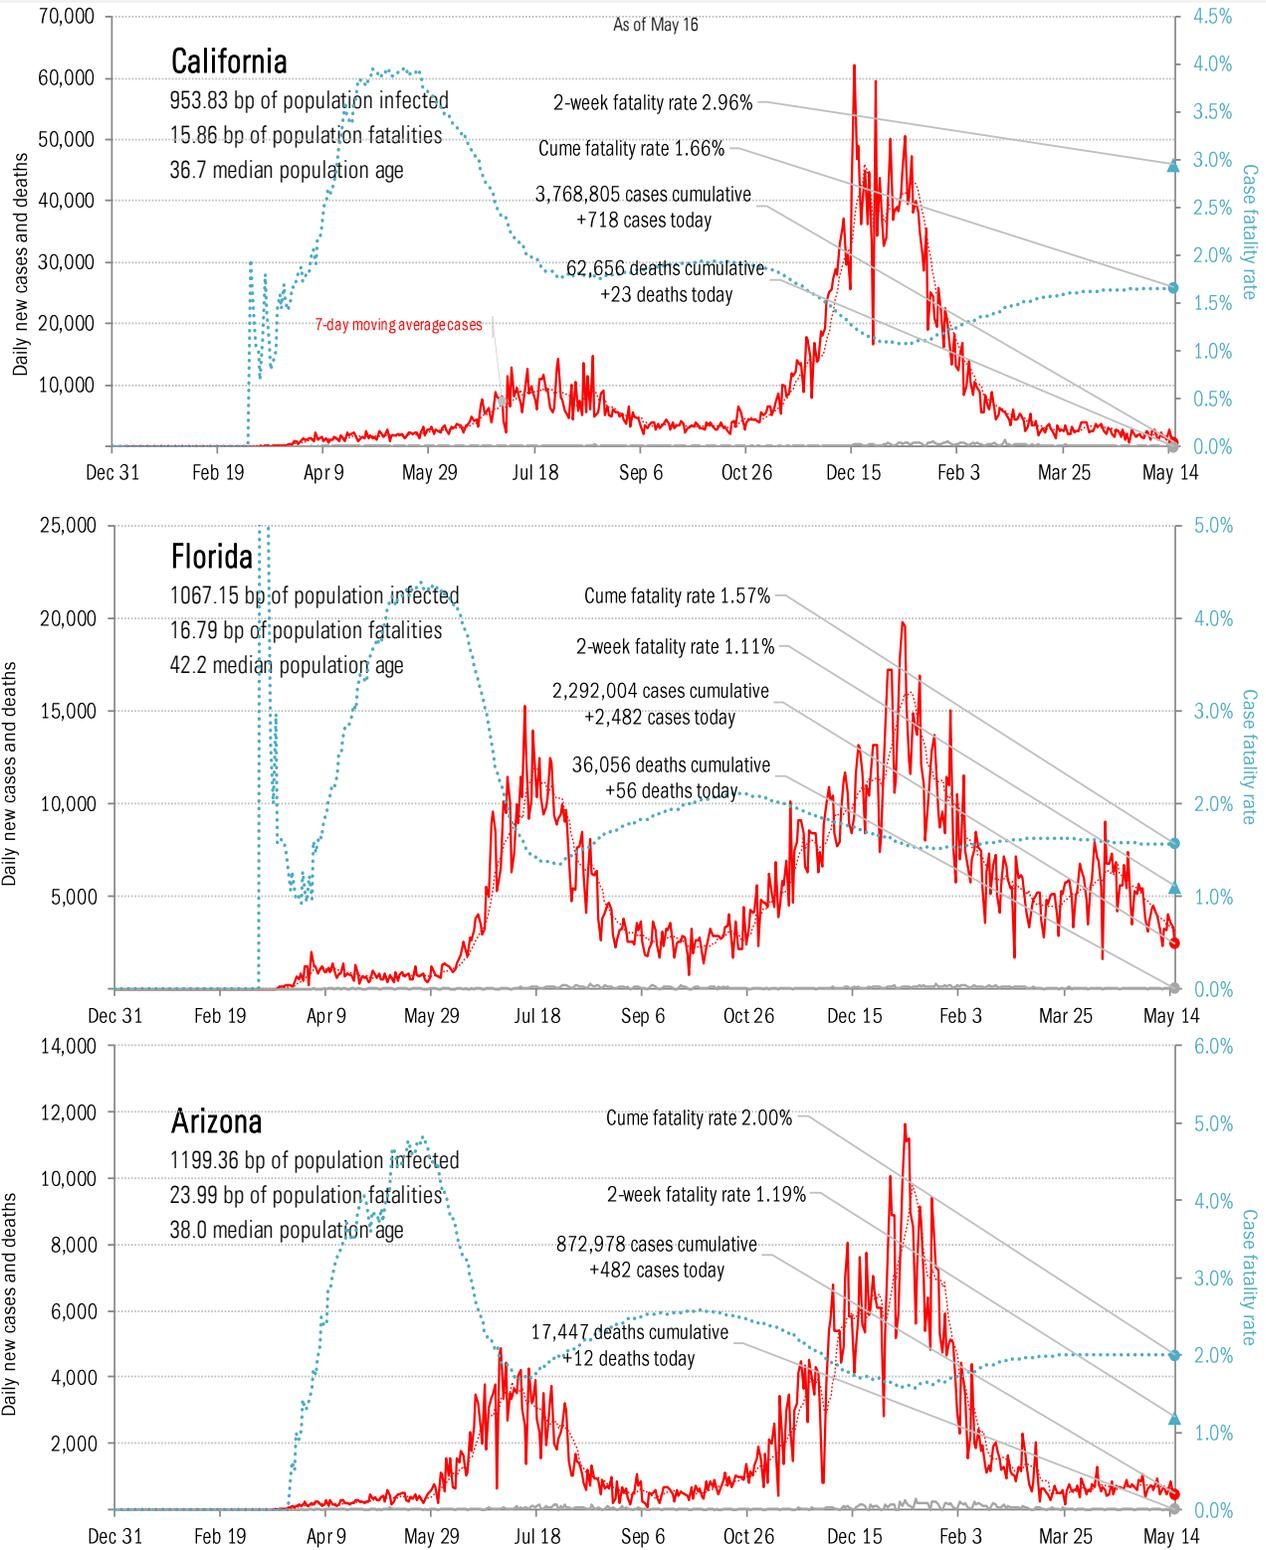 As of May 16
California
953.83 bp of population infected
15.86 bp of population fatalities
36.7 median population age
2-week fatality rate 2.96%
Cume fatality rate 1.66%
3,768,805 cases cumulative
+718 cases today
62,656 deaths cumulative
+23 deaths today
7-day moving average cases
Daily new cases and deaths
70,000
60,000
50,000
40,000
30,000
20,000
10,000
4.5%
4.0%
3.5%
3.0%
2.5%
2.0%
1.5%
1.0%
0.5%
0.0%
Case fatality rate
Dec 31 Feb 19 Apr 9 May 29 Jul 18 Sep 6 Oct 26 Dec 15 Feb 3 Mar 25 May 14
Florida
1067.15 bp of population infected
16.79 bp of population fatalities
42.2 median population age
Cume fatality rate 1.57%
2-week fatality rate 1.11%
2,292,004 cases cumulative
+2,482 cases today
36,056 deaths cumulative
+56 deaths today
Daily new cases and deaths
25,000
20,000
15,000
10,000
5,000
5.0%
4.0%
3.0%
2.0%
1.0%
0.0%
Case fatality rate
Dec 31 Feb 19 Apr 9 May 29 Jul 18 Sep 6 Oct 26 Dec 15 Feb 3 Mar 25 May 14
Arizona
1199.36 bp of population infected
23.99 bp of population fatalities
38.0 median population age
Cume fatality rate 2.00%
2-week fatality rate 1.19%
872,978 cases cumulative
+482 cases today
17,447 deaths cumulative
+12 deaths today
Daily new cases and deaths
14,000
12,000
10,000
8,000
6,000
4,000
2,000
6.0%
5.0%
4.0%
3.0%
2.0%
1.0%
0.0%
Case fatality rate
Dec 31 Feb 19 Apr 9 May 29 Jul 18 Sep 6 Oct 26 Dec 15 Feb 3 Mar 25 May 14